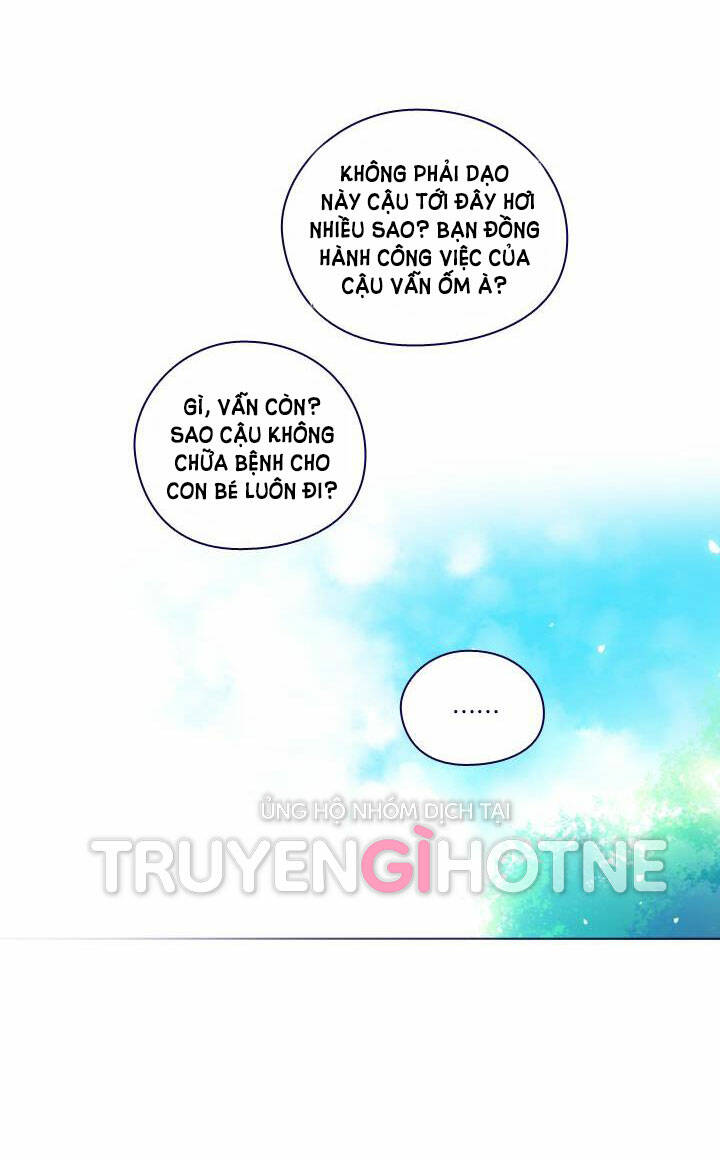 KHÔNG PHẢI DẠO
NÀY CẬU TỚI ĐÂY HƠI
NHIỀU SAO? BẠN ĐỒNG
HÀNH CÔNG VIỆC CỦA
CẬU VẪN ỐM À?
GÌ, VẪN CÒN?
SAO CẬU KHÔNG
CHỮA BỆNH CHO
CON BÉ LUÔN ĐI?
......
ỦNG HỘ NHÓM DỊCH TẠI
TRUYENGÌHOTNE